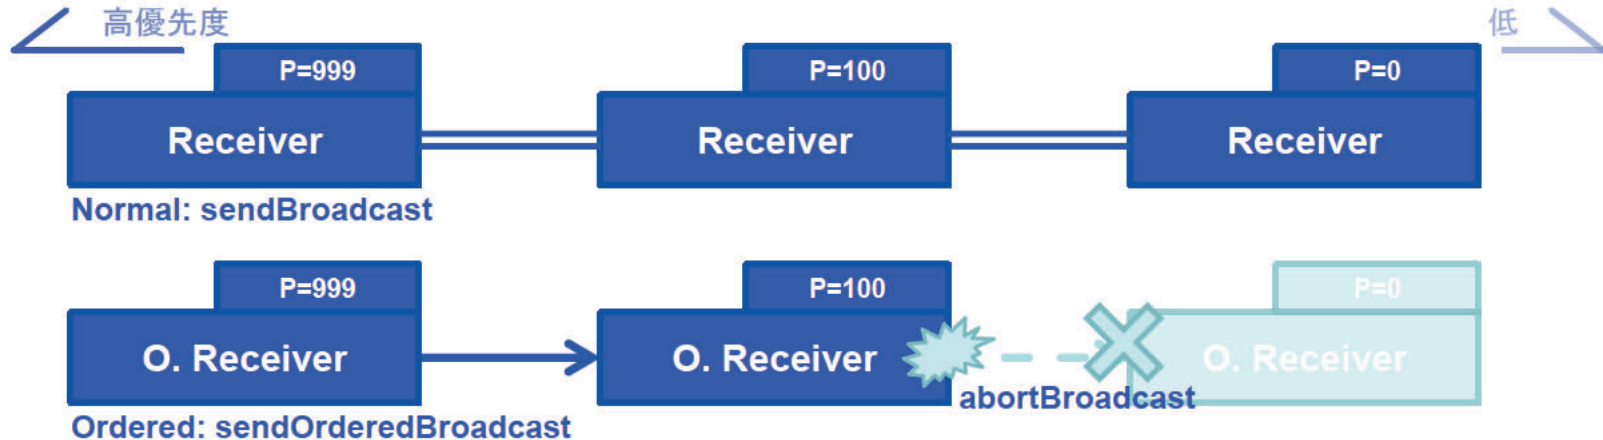 高優先度
低
P=999
P=100
P=0
Receiver
Receiver
Receiver
Normal: sendBroadcast
P=999
P=100
P=0
O. Receiver
O. Receiver
O. Receiver
abortBroadcast
Ordered: sendOrderedBroadcast